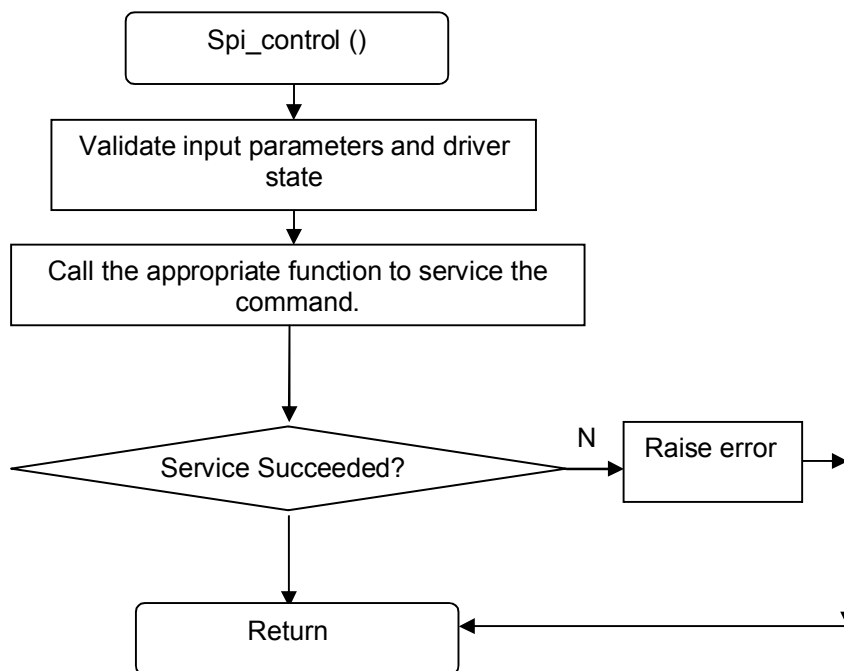 Spi_control ()
Validate input parameters and driver
state
Call the appropriate function to service the
command.
Service Succeeded?
N
Raise error
Return